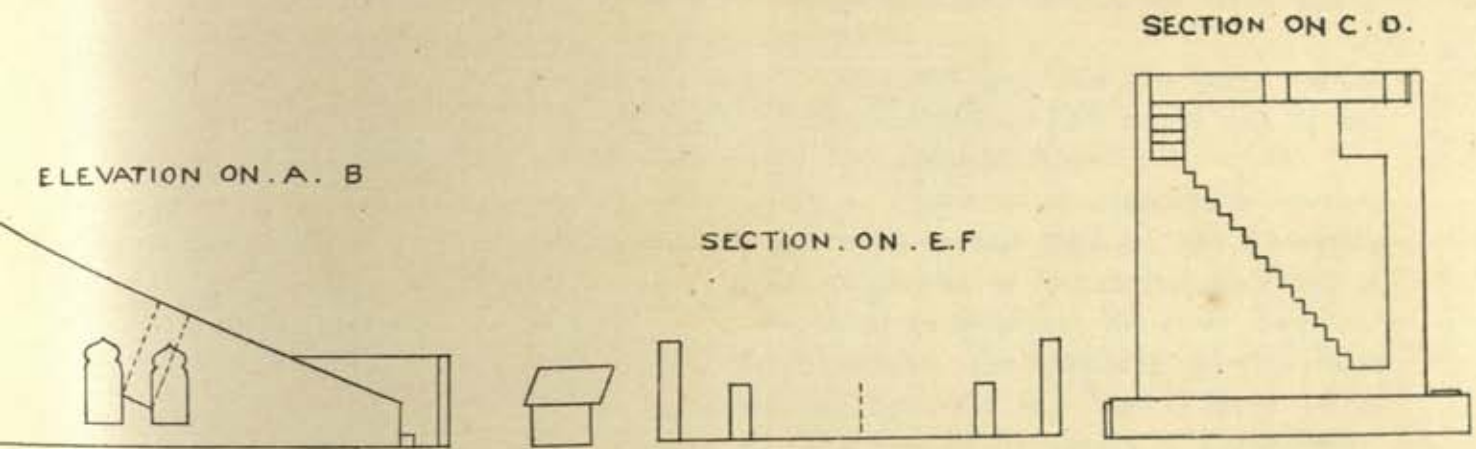 SECTION ON C. D.
ELEVATION ON. A. B
SECTION. ON. E.F